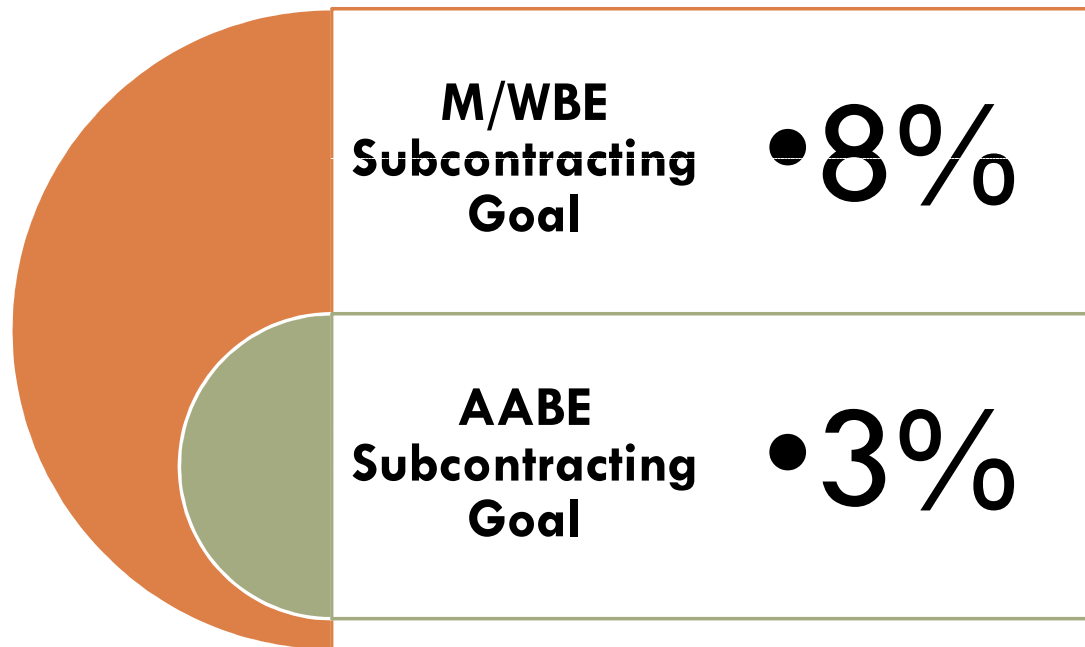 M/WBE
Subcontracting
Goal
•8%
AABE
Subcontracting
Goal
•3%